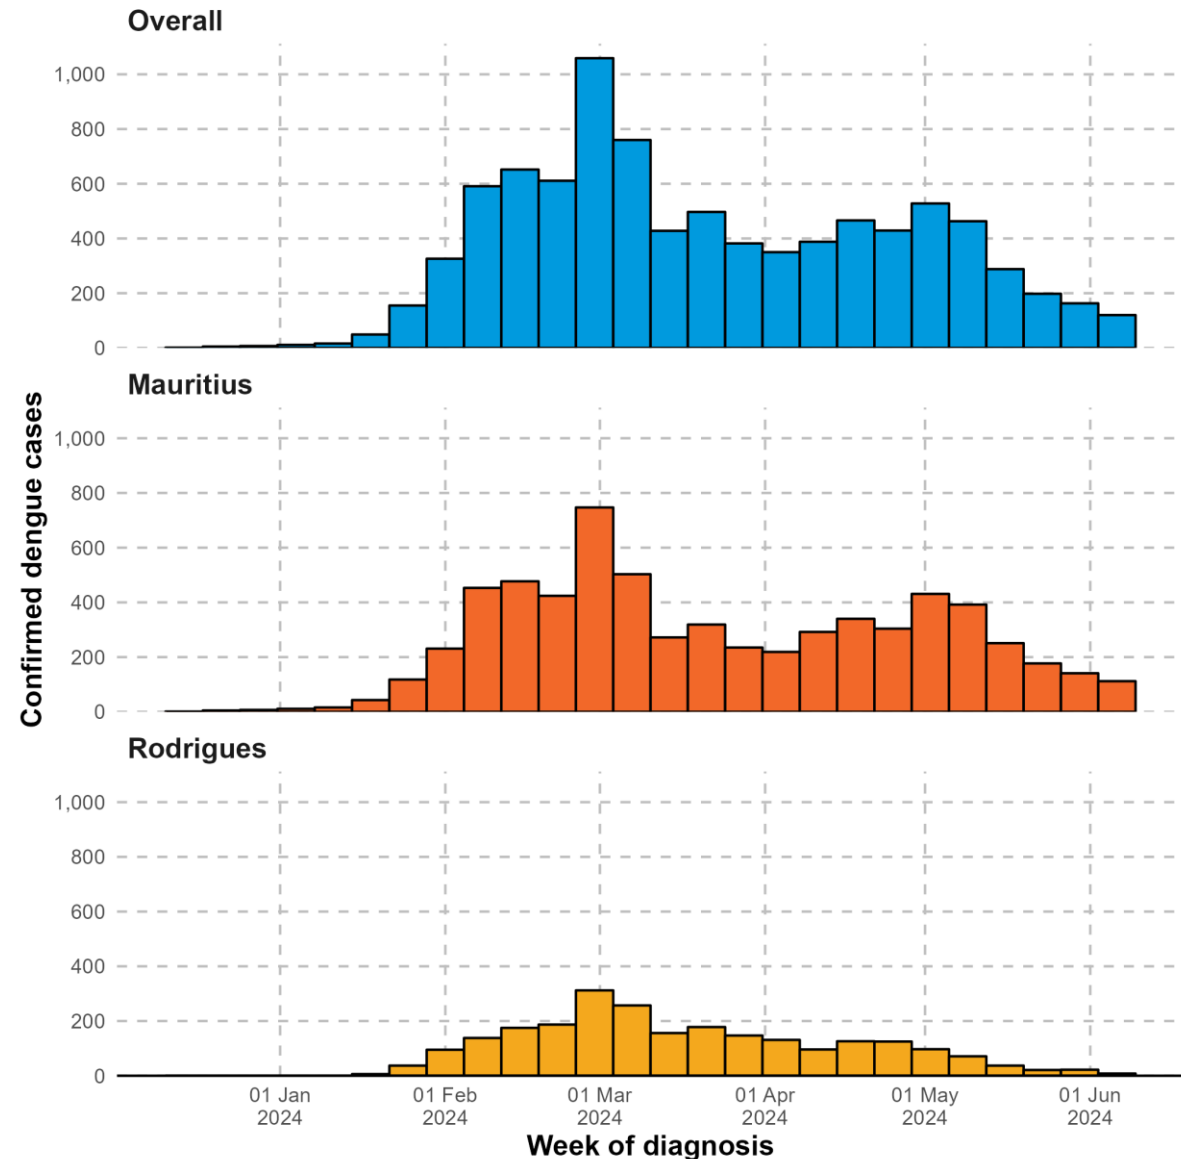 Overall
1,000
800
600
400
200
0
Mauritius
1,000
800
600
400
200
0
Rodrigues
1,000
800
600
400
200
0
Confirmed dengue cases
01 Jan 01 Feb 01 Mar 01 Apr 01 May 01 Jun
2024 2024 2024 2024 2024 2024
Week of diagnosis